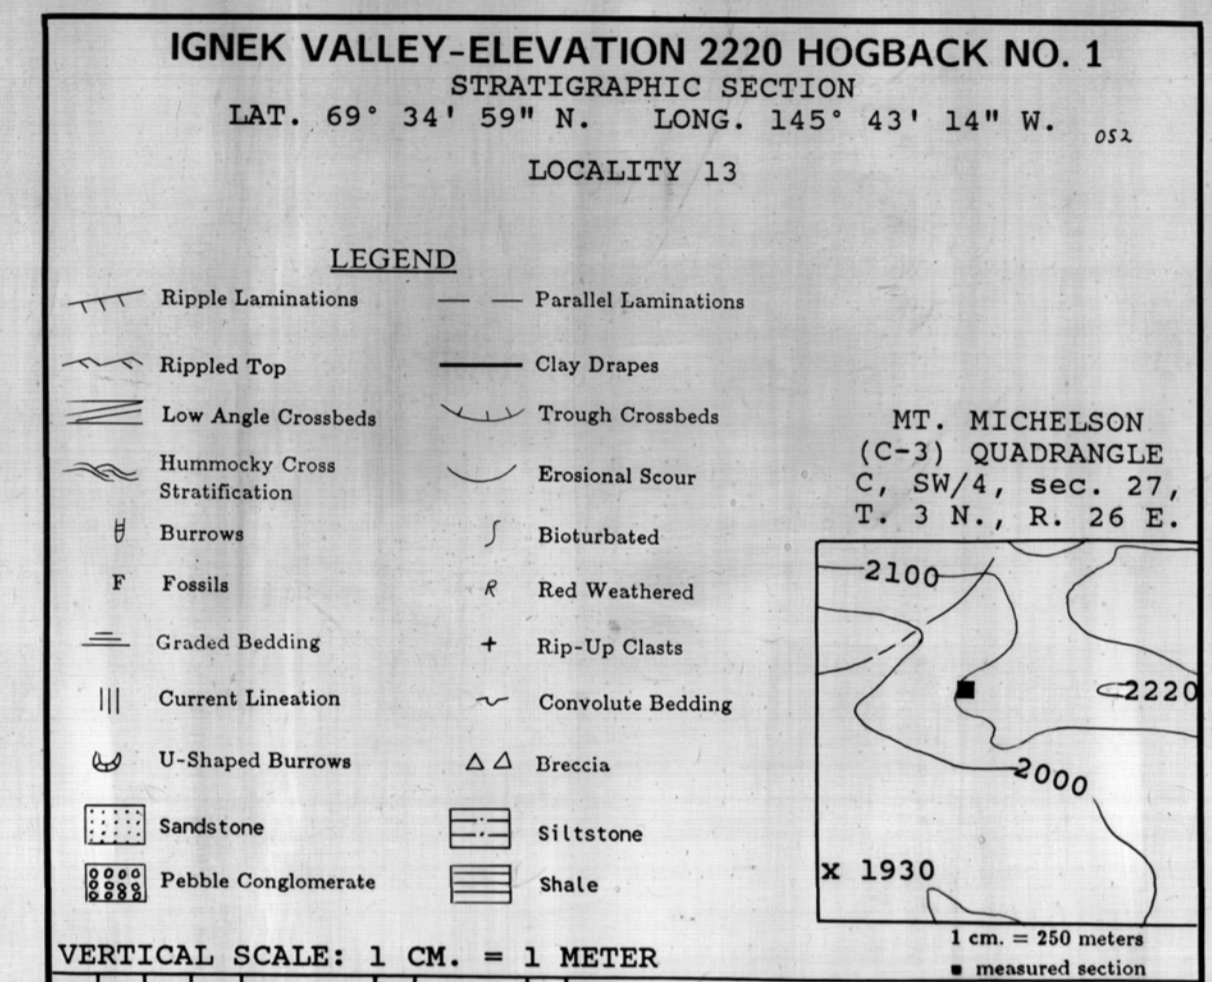 IGNEK VALLEY-ELEVATION 2220 HOGBACK NO. 1
STRATIGRAPHIC SECTION
LAT. 69° 34' 59" N. LONG. 145° 43' 14" W.
052
LOCALITY 13
LEGEND
Ripple Laminations
Parallel Laminations
Rippled Top
Clay Drapes
Low Angle Crossbeds
Trough Crossbeds
Hummocky Cross
Stratification
Erosional Scour
Burrows
Bioturbated
F Fossils
R Red Weathered
Graded Bedding
Rip-Up Clasts
Current Lineation
Convolute Bedding
U-Shaped Burrows
Breccia
Sandstone
Siltstone
Pebble Conglomerate
Shale
MT. MICHELSON
(C-3) QUADRANGLE
C, SW/4, sec. 27,
T. 3 N., R. 26 E.
2100
2220
2000
x 1930
1 cm. = 250 meters
■ measured section
VERTICAL SCALE: 1 CM. = 1 METER